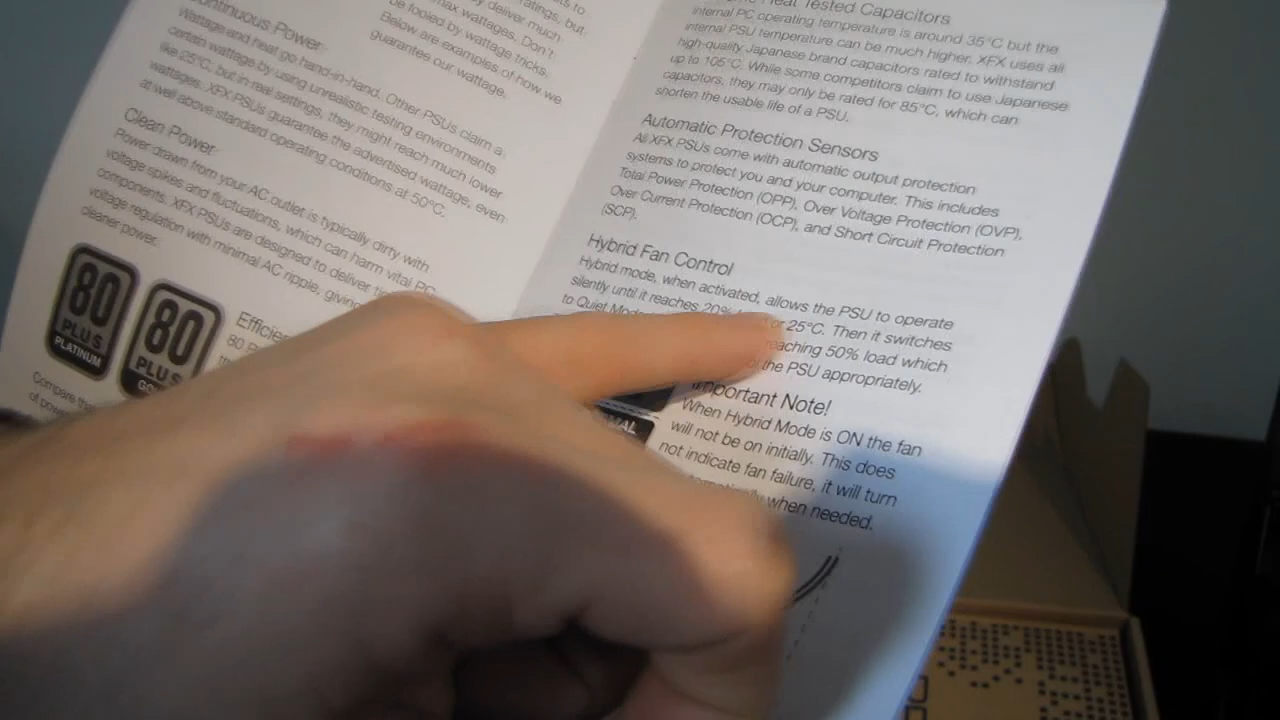 Continuous Power
Wattage and heat go hand-in-hand. Other PSUs claim a
certain wattage by using unrealistic testing environments
like 25°C, but in real settings, they might reach much lower
wattages. XFX PSUs guarantee the advertised wattage, even
at well above standard operating conditions at 50°C.
Clean Power
Power drawn from your AC outlet is typically dirty with
voltage spikes and fluctuations, which can harm vital PC
components. XFX PSUs are designed to deliver
voltage regulation with minimal AC ripple, giving
cleaner power.
80
PLUS
PLATINUM
80
PLUS
80
Compare the
of
ratings, but
deliver much
max wattages. Don't
be fooled by wattage tricks.
Below are examples of how we
guarantee our wattage.
Heat Tested Capacitors
internal PC operating temperature is around 35°C but the
internal PSU temperature can be much higher. XFX uses all
high-quality Japanese brand capacitors rated to withstand
up to 105°C. While some competitors claim to use Japanese
capacitors, they may only be rated for 85°C, which can
shorten the usable life of a PSU.
Automatic Protection Sensors
All XFX PSUs come with automatic output protection
systems to protect you and your computer. This includes
Total Power Protection (OPP), Over Voltage Protection (OVP),
Over Current Protection (OCP), and Short Circuit Protection
(SCP).
Hybrid Fan Control
Hybrid mode, when activated, allows the PSU to operate
silently until it reaches 20% or 25°C. Then it switches
to Quiet Mode reaching 50% load which
the PSU appropriately.
Important Note!
When Hybrid Mode is ON the fan
will not be on initially. This does
not indicate fan failure, it will turn
when needed.